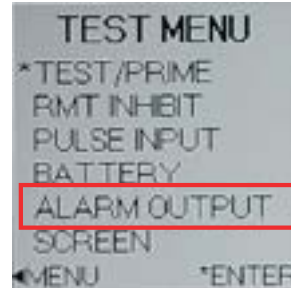 TEST MENU
*TEST/PRIME
RMT INHIBIT
PULSE INPUT
BATTERY
ALARM OUTPUT
SCREEN
◄MENU *ENTER